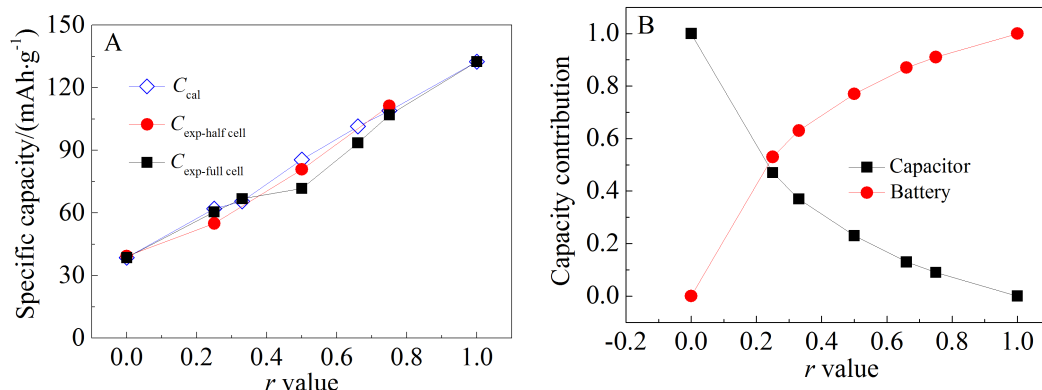 A
Specific capacity/(mAh·g⁻¹)
150
120
90
60
30
0
C_cal
C_exp-half cell
C_exp-full cell
0.0 0.2 0.4 0.6 0.8 1.0
r value
B
Capacity contribution
1.0
0.8
0.6
0.4
0.2
0.0
Capacitor
Battery
-0.2 0.0 0.2 0.4 0.6 0.8 1.0
r value